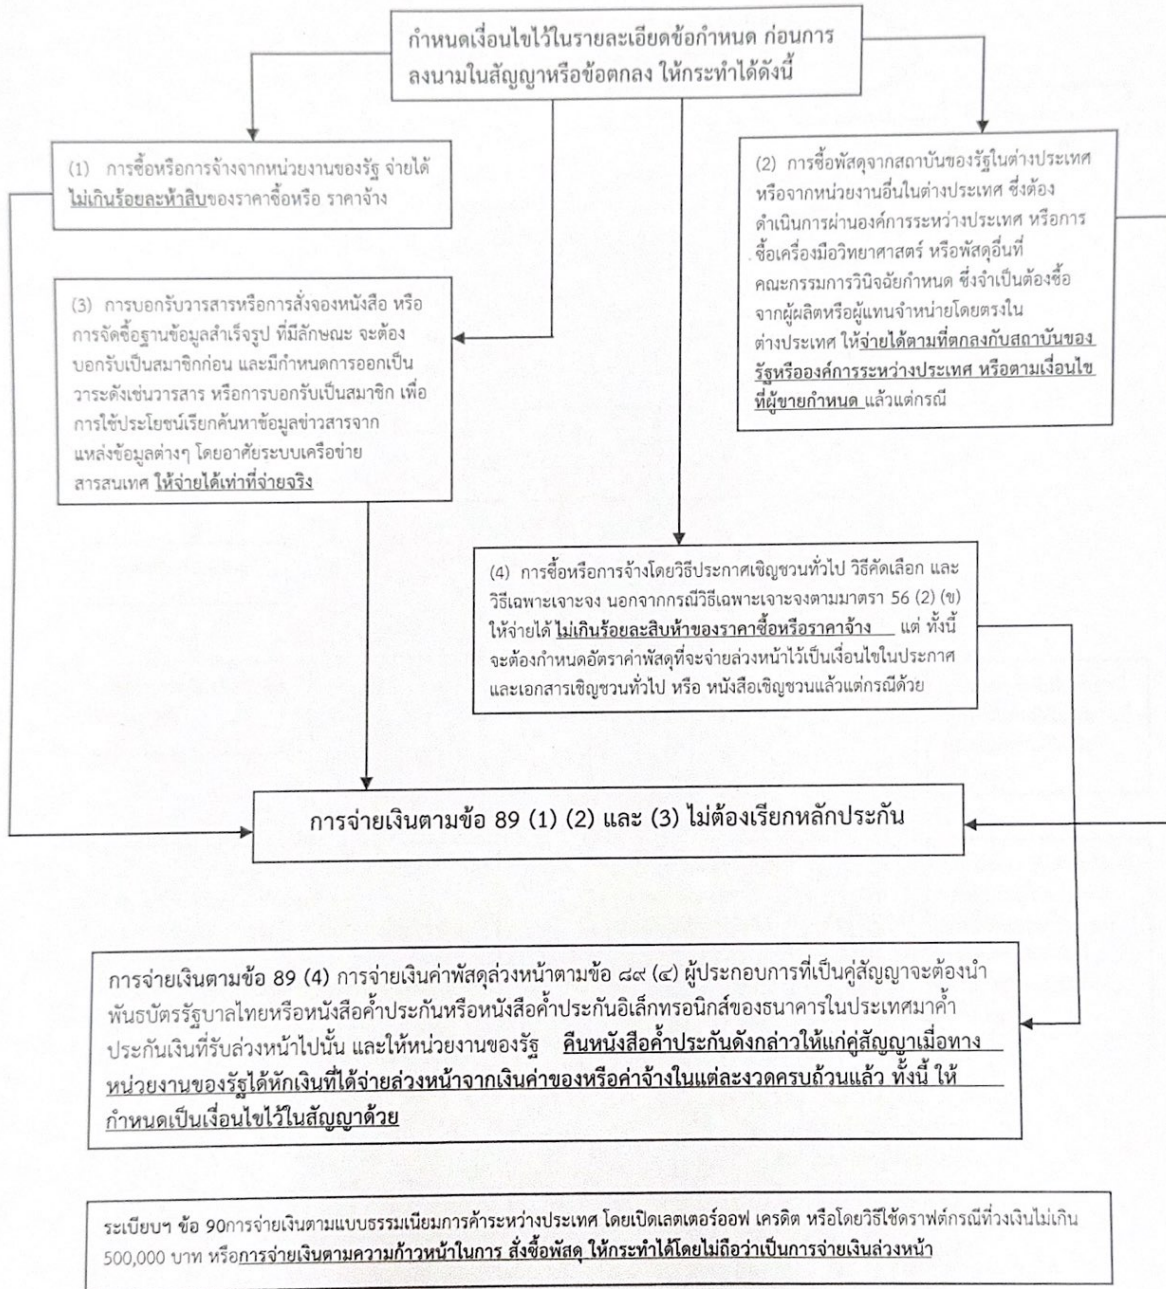 กำหนดเงื่อนไขไว้ในรายละเอียดข้อกำหนด ก่อนการ
ลงนามในสัญญาหรือข้อตกลง ให้กระทำได้ดังนี้
(1) การซื้อหรือการจ้างจากหน่วยงานของรัฐ จ่ายได้
ไม่เกินร้อยละห้าสิบของราคาซื้อหรือ ราคาจ้าง
(2) การซื้อพัสดุจากสถาบันของรัฐในต่างประเทศ
หรือจากหน่วยงานอื่นในต่างประเทศ ซึ่งต้อง
ดำเนินการผ่านองค์การระหว่างประเทศ หรือการ
ซื้อเครื่องมือวิทยาศาสตร์ หรือพัสดุอื่นที่
คณะกรรมการวินิจฉัยกำหนด ซึ่งจำเป็นต้องซื้อ
จากผู้ผลิตหรือผู้แทนจำหน่ายโดยตรงใน
ต่างประเทศ ให้จ่ายได้ตามที่ตกลงกับสถาบันของ
รัฐหรือองค์การระหว่างประเทศ หรือตามเงื่อนไข
ที่ผู้ขายกำหนด แล้วแต่กรณี
(3) การบอกรับวารสารหรือการสั่งจองหนังสือ หรือ
การจัดซื้อฐานข้อมูลสำเร็จรูป ที่มีลักษณะ จะต้อง
บอกรับเป็นสมาชิกก่อน และมีกำหนดการออกเป็น
วาระดังเช่นวารสาร หรือการบอกรับเป็นสมาชิก เพื่อ
การใช้ประโยชน์เรียกค้นหาข้อมูลข่าวสารจาก
แหล่งข้อมูลต่างๆ โดยอาศัยระบบเครือข่าย
สารสนเทศ ให้จ่ายได้เท่าที่จ่ายจริง
(4) การซื้อหรือการจ้างโดยวิธีประกาศเชิญชวนทั่วไป วิธีคัดเลือก และ
วิธีเฉพาะเจาะจง นอกจากกรณีวิธีเฉพาะเจาะจงตามมาตรา 56 (2) (ข)
ให้จ่ายได้ ไม่เกินร้อยละสิบห้าของราคาซื้อหรือราคาจ้าง แต่ ทั้งนี้
จะต้องกำหนดอัตราค่าพัสดุที่จะจ่ายล่วงหน้าไว้เป็นเงื่อนไขในประกาศ
และเอกสารเชิญชวนทั่วไป หรือ หนังสือเชิญชวนแล้วแต่กรณีด้วย
การจ่ายเงินตามข้อ 89 (1) (2) และ (3) ไม่ต้องเรียกหลักประกัน
การจ่ายเงินตามข้อ 89 (4) การจ่ายเงินค่าพัสดุล่วงหน้าตามข้อ ๘๙ (๔) ผู้ประกอบการที่เป็นคู่สัญญาจะต้องนำ
พันธบัตรรัฐบาลไทยหรือหนังสือค้ำประกันหรือหนังสือค้ำประกันอิเล็กทรอนิกส์ของธนาคารในประเทศมาค้ำ
ประกันเงินที่รับล่วงหน้าไปนั้น และให้หน่วยงานของรัฐ คืนหนังสือค้ำประกันดังกล่าวให้แก่คู่สัญญาเมื่อทาง
หน่วยงานของรัฐได้หักเงินที่ได้จ่ายล่วงหน้าจากเงินค่าของหรือค่าจ้างในแต่ละงวดครบถ้วนแล้ว ทั้งนี้ ให้
กำหนดเป็นเงื่อนไขไว้ในสัญญาด้วย
ระเบียบฯ ข้อ 90การจ่ายเงินตามแบบธรรมเนียมการค้าระหว่างประเทศ โดยเปิดเลตเตอร์ออฟ เครดิต หรือโดยวิธีใช้ดราฟต์กรณีที่วงเงินไม่เกิน
500,000 บาท หรือการจ่ายเงินตามความก้าวหน้าในการ สั่งซื้อพัสดุ ให้กระทำได้โดยไม่ถือว่าเป็นการจ่ายเงินล่วงหน้า